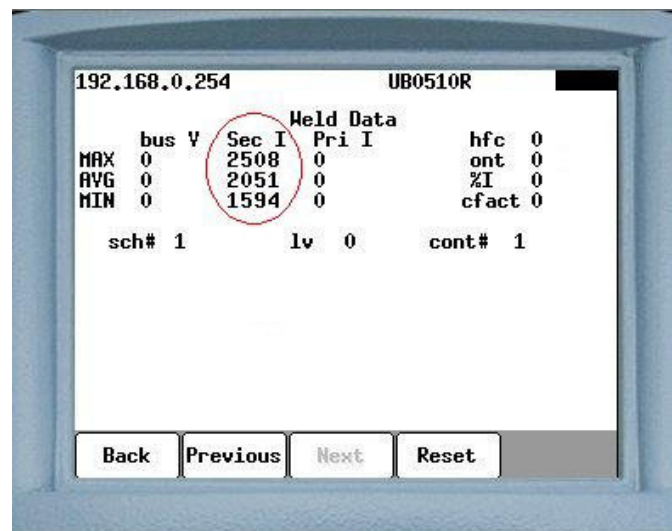 192.168.0.254 UB0510R
Weld Data
bus V Sec I Pri I hfc 0
MAX 0 2508 0 ont 0
AVG 0 2051 0 %I 0
MIN 0 1594 0 cfact 0
sch# 1 lv 0 cont# 1
Back Previous Next Reset